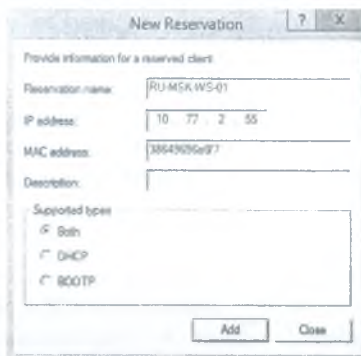 New Reservation
? X
Provide information for a reserved client.
Reservation name: RU-MSK-WS-01
IP address: 10 . 77 . 2 . 55
MAC address:
Description:
Supported types
Both
DHCP
BOOTP
Add Close